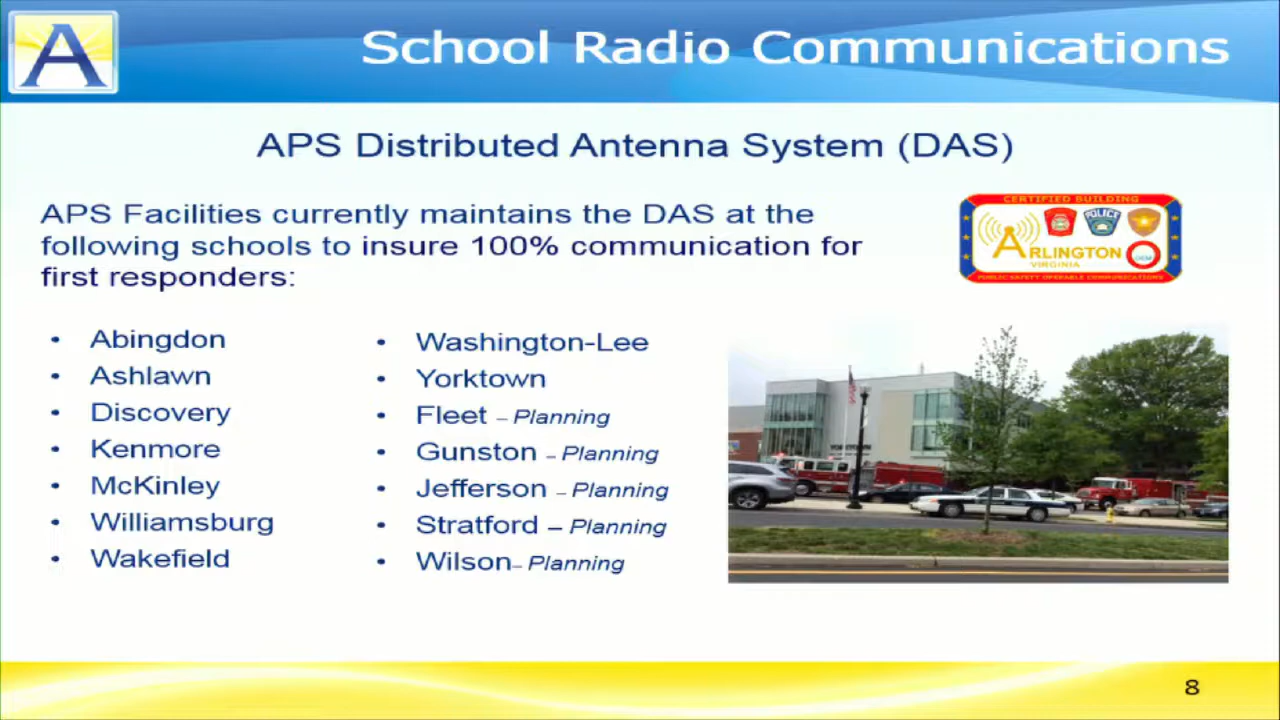 A
School Radio Communications
APS Distributed Antenna System (DAS)
APS Facilities currently maintains the DAS at the
following schools to insure 100% communication for
first responders:
• Abingdon
• Ashlawn
• Discovery
• Kenmore
• McKinley
• Williamsburg
• Wakefield
• Washington-Lee
• Yorktown
• Fleet – Planning
• Gunston – Planning
• Jefferson – Planning
• Stratford – Planning
• Wilson– Planning
CERTIFIED BUILDING
POLICE
ARLINGTON
VIRGINIA
OEM
PUBLIC SAFETY OPERABLE COMMUNICATIONS
8